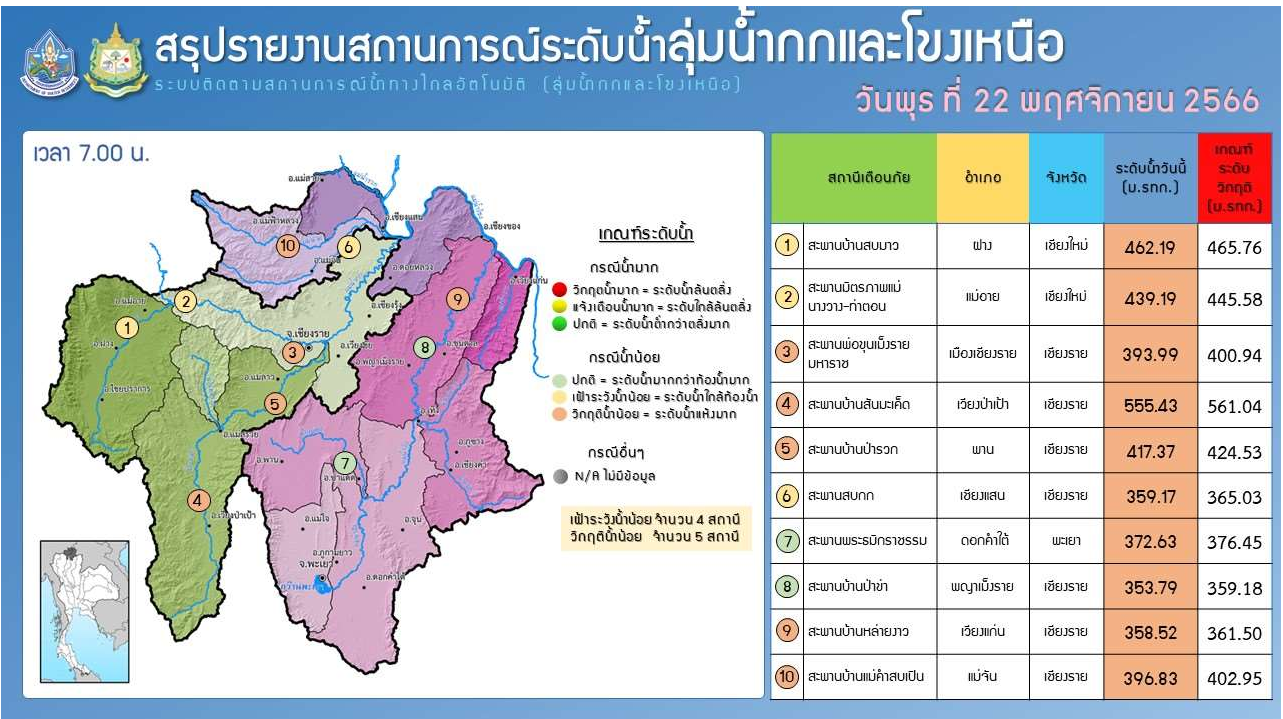 สรุปรายงานสถานการณ์ระดับน้ำลุ่มน้ำกกและโขงเหนือ
ระบบติดตามสถานการณ์น้ำทางไกลอัตโนมัติ (ลุ่มน้ำกกและโขงเหนือ)
วันพุธ ที่ 22 พฤศจิกายน 2566
เวลา 7.00 น.
อ.แม่สาย
อ.แม่ฟ้าหลวง
อ.เชียงแสน
อ.เชียงของ
10
6
อ.ดอยหลวง
อ.เวียงแก่น
อ.แม่อาย
2
9
อ.เชียงรุ้ง
1
จ.เชียงราย
อ.ฝาง
3
8
อ.ขุนตาล
อ.พญาเม็งราย
อ.แม่ลาว
อ.ไชยปราการ
5
อ.เทิง
อ.แม่สรวย
อ.ภูซาง
อ.พาน
7
อ.เชียงคำ
อ.ป่าแดด
4
อ.เวียงป่าเป้า
อ.แม่ใจ
อ.จุน
อ.ภูกามยาว
จ.พะเยา
อ.ดอกคำใต้
เกณฑ์ระดับน้ำ
กรณีน้ำมาก
วิกฤตน้ำมาก = ระดับน้ำล้นตลิ่ง
แจ้งเตือนน้ำมาก = ระดับใกล้ล้นตลิ่ง
ปกติ = ระดับน้ำต่ำกว่าตลิ่งมาก
กรณีน้ำน้อย
ปกติ = ระดับน้ำมากกว่าท้องน้ำมาก
เฝ้าระวังน้ำน้อย = ระดับน้ำใกล้ท้องน้ำ
วิกฤติน้ำน้อย = ระดับน้ำแห้งมาก
กรณีอื่นๆ
N/A ไม่มีข้อมูล
เฝ้าระวังน้ำน้อย จำนวน 4 สถานี
วิกฤติน้ำน้อย จำนวน 5 สถานี
สถานีเตือนภัย อำเภอ จังหวัด ระดับน้ำวันนี้ (ม.รทก.) เกณฑ์ระดับวิกฤติ (ม.รทก.)
1 สะพานบ้านสบมาว ฝาง เชียงใหม่ 462.19 465.76
2 สะพานมิตรภาพแม่นางวาง-ท่าตอน แม่อาย เชียงใหม่ 439.19 445.58
3 สะพานพ่อขุนเม็งรายมหาราช เมืองเชียงราย เชียงราย 393.99 400.94
4 สะพานบ้านสันมะเค็ด เวียงป่าเป้า เชียงราย 555.43 561.04
5 สะพานบ้านป่ารวก พาน เชียงราย 417.37 424.53
6 สะพานสบกก เชียงแสน เชียงราย 359.17 365.03
7 สะพานพระธมิกราชธรรม ดอกคำใต้ พะเยา 372.63 376.45
8 สะพานบ้านป่าข่า พญาเม็งราย เชียงราย 353.79 359.18
9 สะพานบ้านหล่ายงาว เวียงแก่น เชียงราย 358.52 361.50
10 สะพานบ้านแม่คำสบเปิน แม่จัน เชียงราย 396.83 402.95